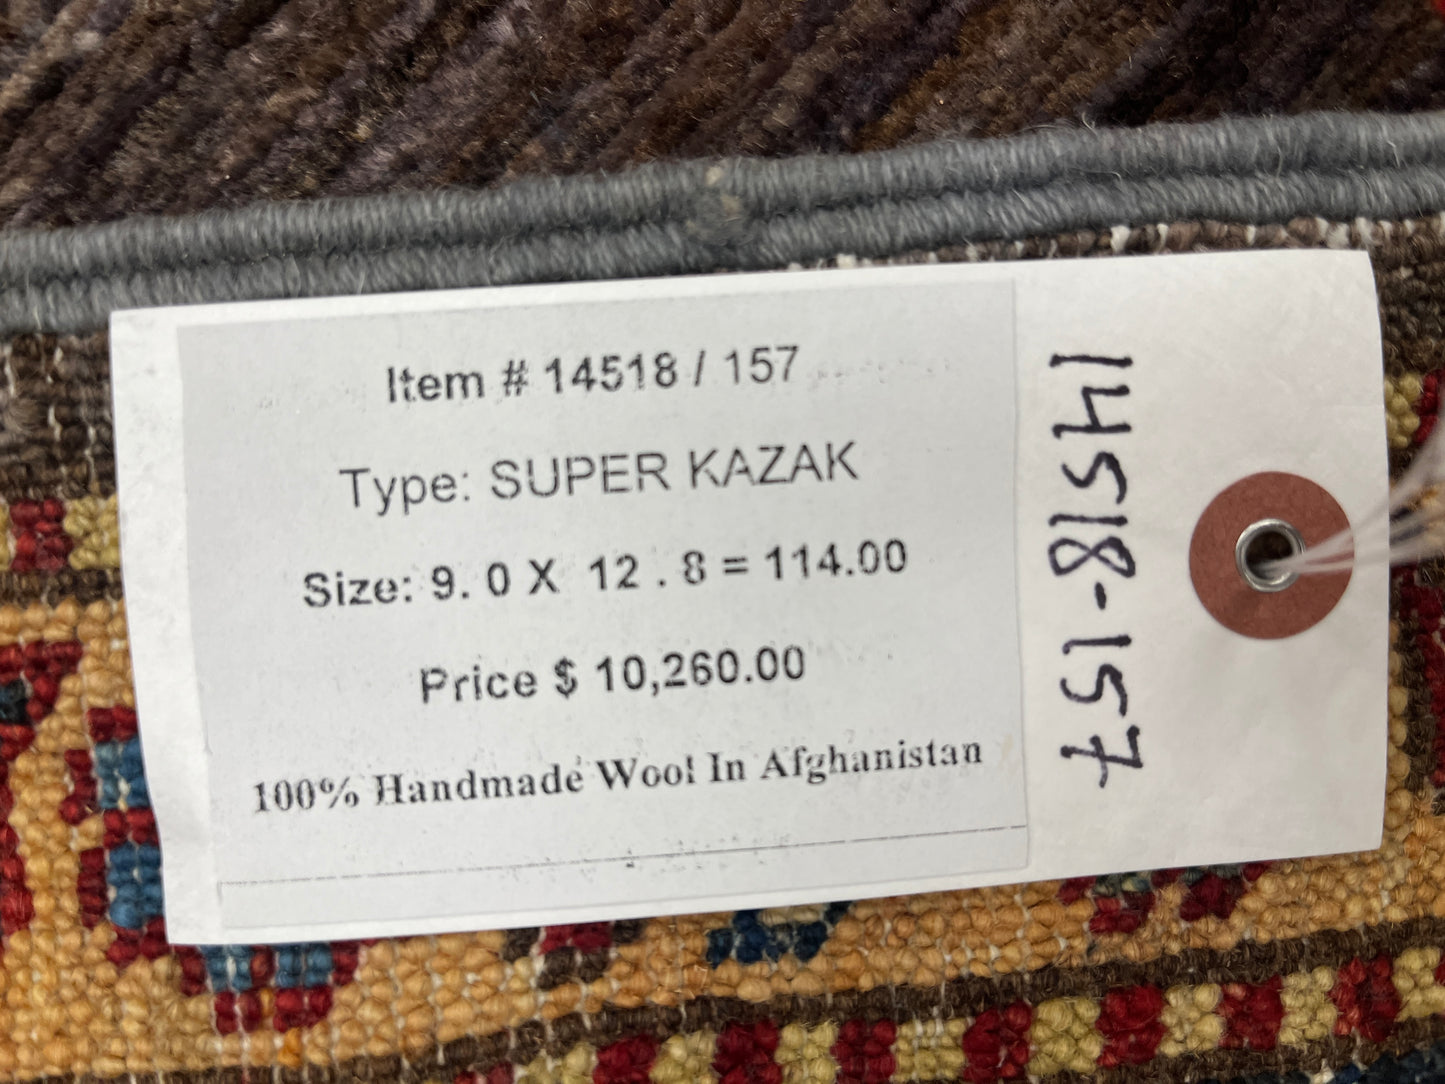 Item # 14518 / 157
Type: SUPER KAZAK
Size: 9. 0 X 12 . 8 = 114.00
Price $ 10,260.00
100% Handmade Wool In Afghanistan
14518-157